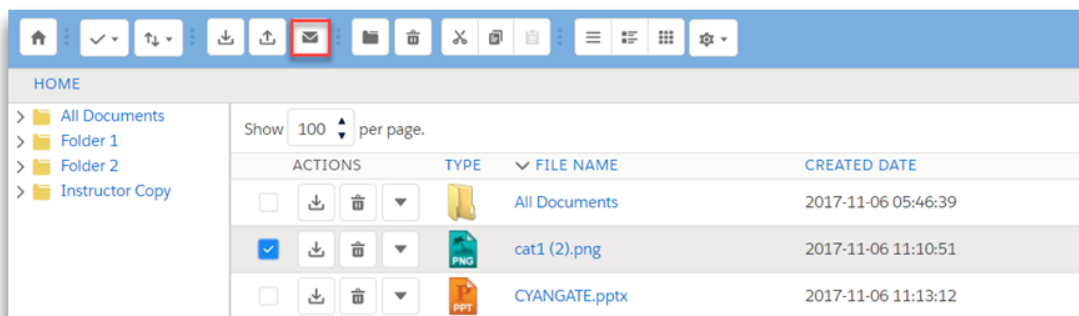 HOME
All Documents
Folder 1
Folder 2
Instructor Copy
Show 100 per page.
ACTIONS TYPE FILE NAME CREATED DATE
All Documents 2017-11-06 05:46:39
PNG cat1 (2).png 2017-11-06 11:10:51
P PPT CYANGATE.pptx 2017-11-06 11:13:12